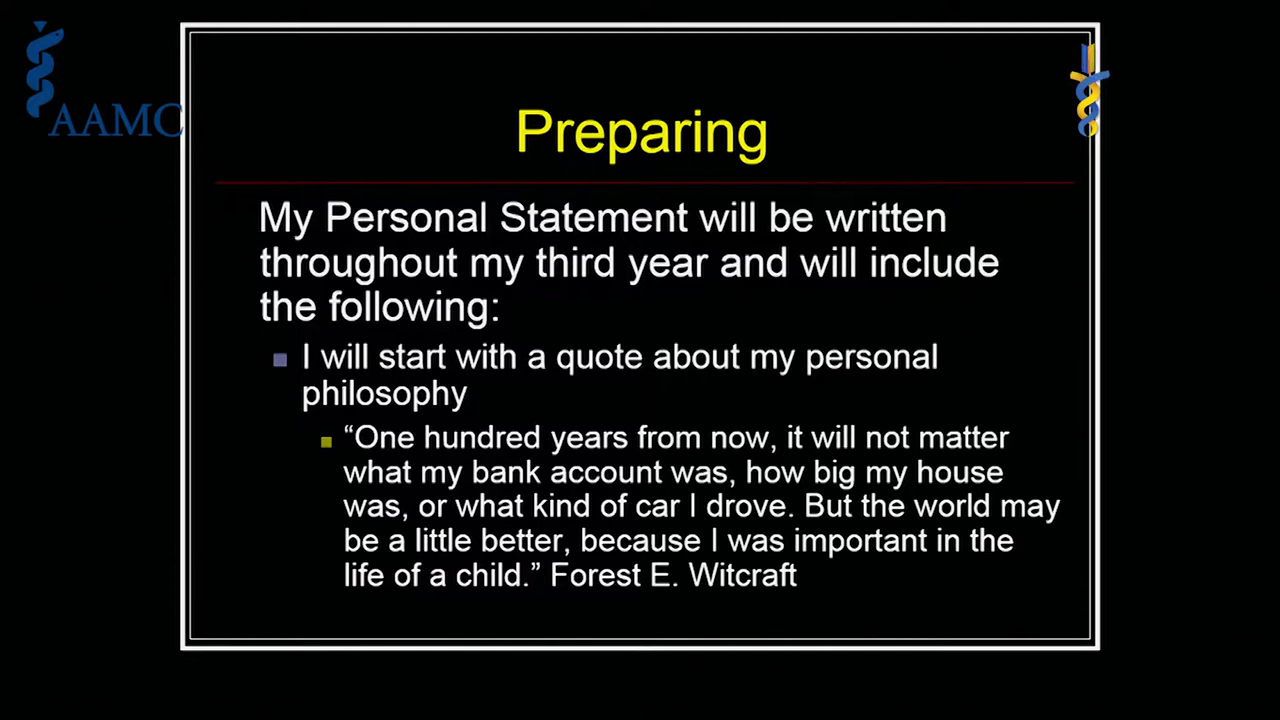 AAMC
Preparing
My Personal Statement will be written
throughout my third year and will include
the following:
I will start with a quote about my personal
philosophy
“One hundred years from now, it will not matter
what my bank account was, how big my house
was, or what kind of car I drove. But the world may
be a little better, because I was important in the
life of a child.” Forest E. Witcraft